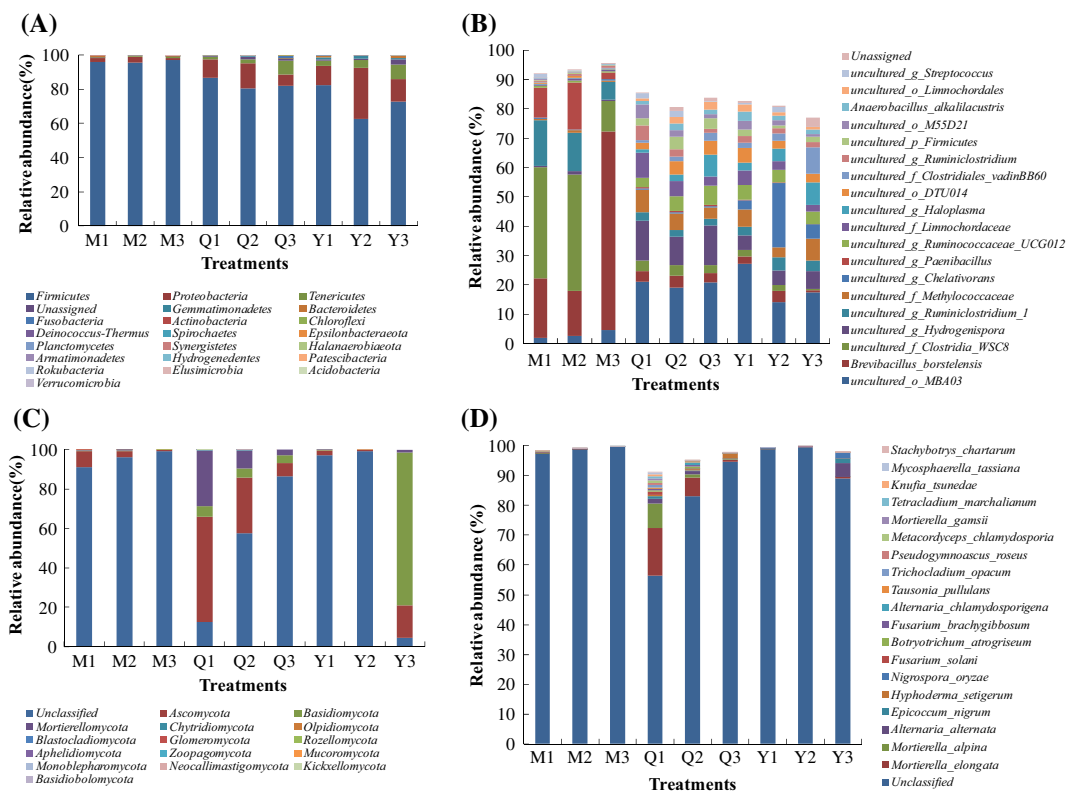 (A)
Relative abundance(%)
100
80
60
40
20
0
M1 M2 M3 Q1 Q2 Q3 Y1 Y2 Y3
Treatments
Firmicutes Proteobacteria Tenericutes
Unassigned Gemmatimonadetes Bacteroidetes
Fusobacteria Actinobacteria Chloroflexi
Deinococcus-Thermus Spirochaetes Epsilonbacteraeota
Planctomycetes Synergistetes Halanaerobiaeota
Armatimonadetes Hydrogenedentes Patescibacteria
Rokubacteria Elusimicrobia Acidobacteria
Verrucomicrobia
(B)
Relative abundance (%)
100
90
80
70
60
50
40
30
20
10
0
M1 M2 M3 Q1 Q2 Q3 Y1 Y2 Y3
Treatments
Unassigned
uncultured_g_Streptococcus
uncultured_o_Limnochordales
Anaerobacillus_alkalilacustris
uncultured_o_M55D21
uncultured_p_Firmicutes
uncultured_g_Ruminiclostridium
uncultured_f_Clostridiales_vadinBB60
uncultured_o_DTU014
uncultured_g_Haloplasma
uncultured_f_Limnochordaceae
uncultured_g_Ruminococcaceae_UCG012
uncultured_g_Paenibacillus
uncultured_g_Chelativorans
uncultured_f_Methylococcaceae
uncultured_g_Ruminiclostridium_1
uncultured_g_Hydrogenispora
uncultured_f_Clostridia_WSC8
Brevibacillus_borstelensis
uncultured_o_MBA03
(C)
Relative abundance(%)
100
80
60
40
20
0
M1 M2 M3 Q1 Q2 Q3 Y1 Y2 Y3
Treatments
Unclassified Ascomycota Basidiomycota
Mortierellomycota Chytridiomycota Olpidiomycota
Blastocladiomycota Glomeromycota Rozellomycota
Aphelidiomycota Zoopagomycota Mucoromycota
Monoblepharomycota Neocallimastigomycota Kickxellomycota
Basidiobolomycota
(D)
Relative abundance (%)
100
90
80
70
60
50
40
30
20
10
0
M1 M2 M3 Q1 Q2 Q3 Y1 Y2 Y3
Treatments
Stachybotrys_chartarum
Mycosphaerella_tassiana
Knufia_tsunedae
Tetracladium_marchalianum
Mortierella_gamsii
Metacordyceps_chlamydosporia
Pseudogymnoascus_roseus
Trichocladium_opacum
Tausonia_pullulans
Alternaria_chlamydosporigena
Fusarium_brachygibbosum
Botryotrichum_atrogriseum
Fusarium_solani
Nigrospora_oryzae
Hyphoderma_setigerum
Epicoccum_nigrum
Alternaria_alternata
Mortierella_alpina
Mortierella_elongata
Unclassified